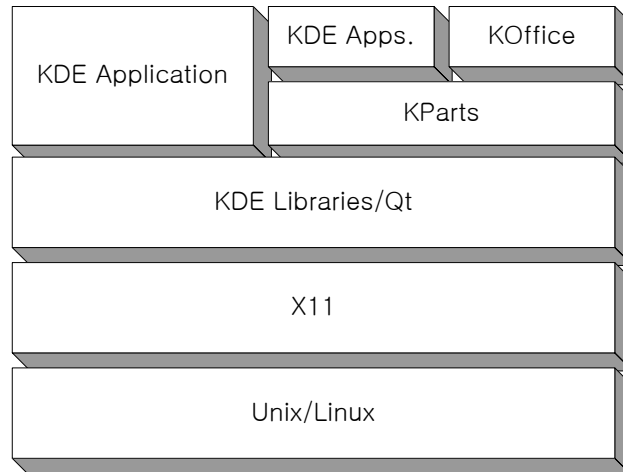 KDE Application
KDE Apps.
KOffice
KParts
KDE Libraries/Qt
X11
Unix/Linux